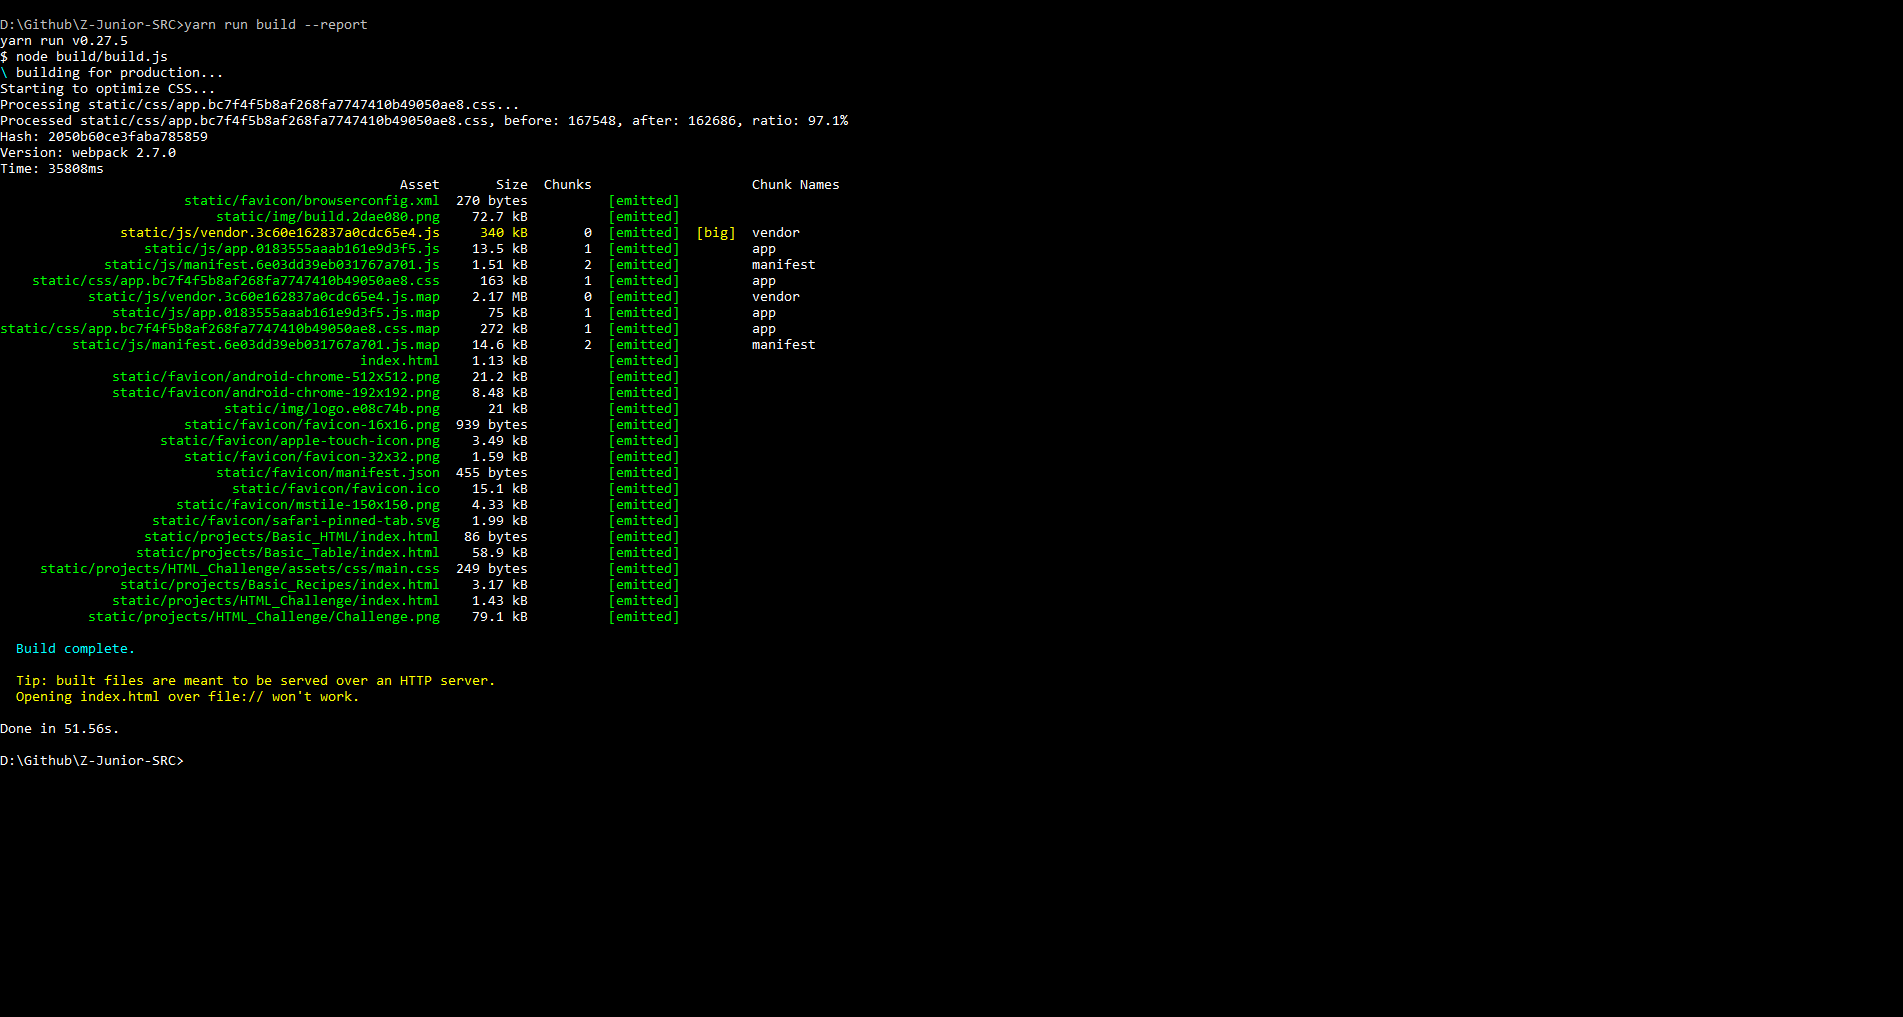 D:\Github\Z-Junior-SRC>yarn run build --report
yarn run v0.27.5
$ node build/build.js
\ building for production...
Starting to optimize CSS...
Processing static/css/app.bc7f4f5b8af268fa7747410b49050ae8.css...
Processed static/css/app.bc7f4f5b8af268fa7747410b49050ae8.css, before: 167548, after: 162686, ratio: 97.1%
Hash: 2050b60ce3faba785859
Version: webpack 2.7.0
Time: 35808ms
Asset Size Chunks Chunk Names
static/favicon/browserconfig.xml 270 bytes [emitted]
static/img/build.2dae080.png 72.7 kB [emitted]
static/js/vendor.3c60e162837a0cdc65e4.js 340 kB 0 [emitted] [big] vendor
static/js/app.0183555aaab161e9d3f5.js 13.5 kB 1 [emitted] app
static/js/manifest.6e03dd39eb031767a701.js 1.51 kB 2 [emitted] manifest
static/css/app.bc7f4f5b8af268fa7747410b49050ae8.css 163 kB 1 [emitted] app
static/js/vendor.3c60e162837a0cdc65e4.js.map 2.17 MB 0 [emitted] vendor
static/js/app.0183555aaab161e9d3f5.js.map 75 kB 1 [emitted] app
static/css/app.bc7f4f5b8af268fa7747410b49050ae8.css.map 272 kB 1 [emitted] app
static/js/manifest.6e03dd39eb031767a701.js.map 14.6 kB 2 [emitted] manifest
index.html 1.13 kB [emitted]
static/favicon/android-chrome-512x512.png 21.2 kB [emitted]
static/favicon/android-chrome-192x192.png 8.48 kB [emitted]
static/img/logo.e08c74b.png 21 kB [emitted]
static/favicon/favicon-16x16.png 939 bytes [emitted]
static/favicon/apple-touch-icon.png 3.49 kB [emitted]
static/favicon/favicon-32x32.png 1.59 kB [emitted]
static/favicon/manifest.json 455 bytes [emitted]
static/favicon/favicon.ico 15.1 kB [emitted]
static/favicon/mstile-150x150.png 4.33 kB [emitted]
static/favicon/safari-pinned-tab.svg 1.99 kB [emitted]
static/projects/Basic_HTML/index.html 86 bytes [emitted]
static/projects/Basic_Table/index.html 58.9 kB [emitted]
static/projects/HTML_Challenge/assets/css/main.css 249 bytes [emitted]
static/projects/Basic_Recipes/index.html 3.17 kB [emitted]
static/projects/HTML_Challenge/index.html 1.43 kB [emitted]
static/projects/HTML_Challenge/Challenge.png 79.1 kB [emitted]
Build complete.
Tip: built files are meant to be served over an HTTP server.
Opening index.html over file:// won't work.
Done in 51.56s.
D:\Github\Z-Junior-SRC>